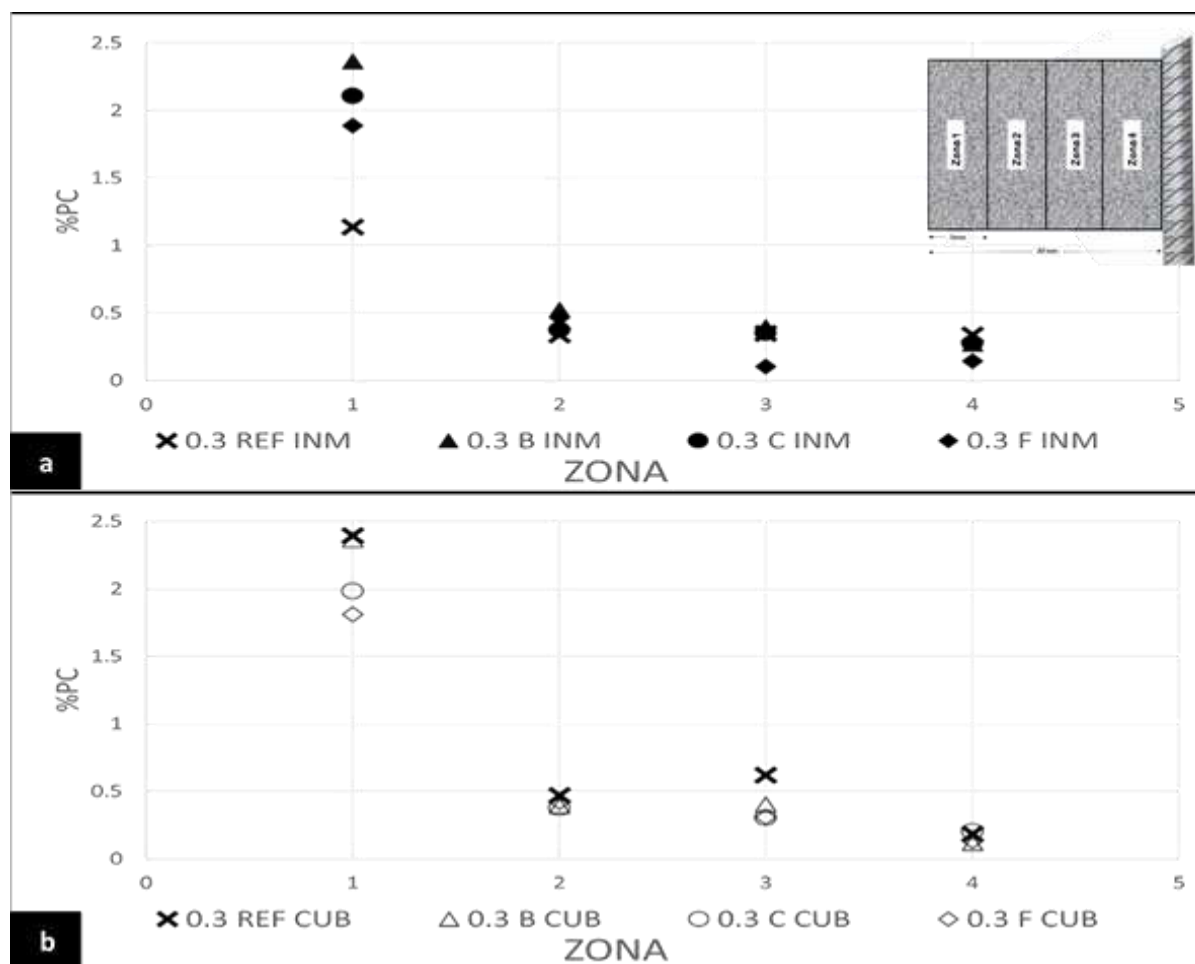 2.5
2
1.5
1
0.5
0
%PC
0 1 2 3 4 5
Zona1
Zona2
Zona3
Zona4
0.3 REF INM 0.3 B INM 0.3 C INM 0.3 F INM
ZONA
a
2.5
2
1.5
1
0.5
0
%PC
0 1 2 3 4 5
0.3 REF CUB 0.3 B CUB 0.3 C CUB 0.3 F CUB
ZONA
b